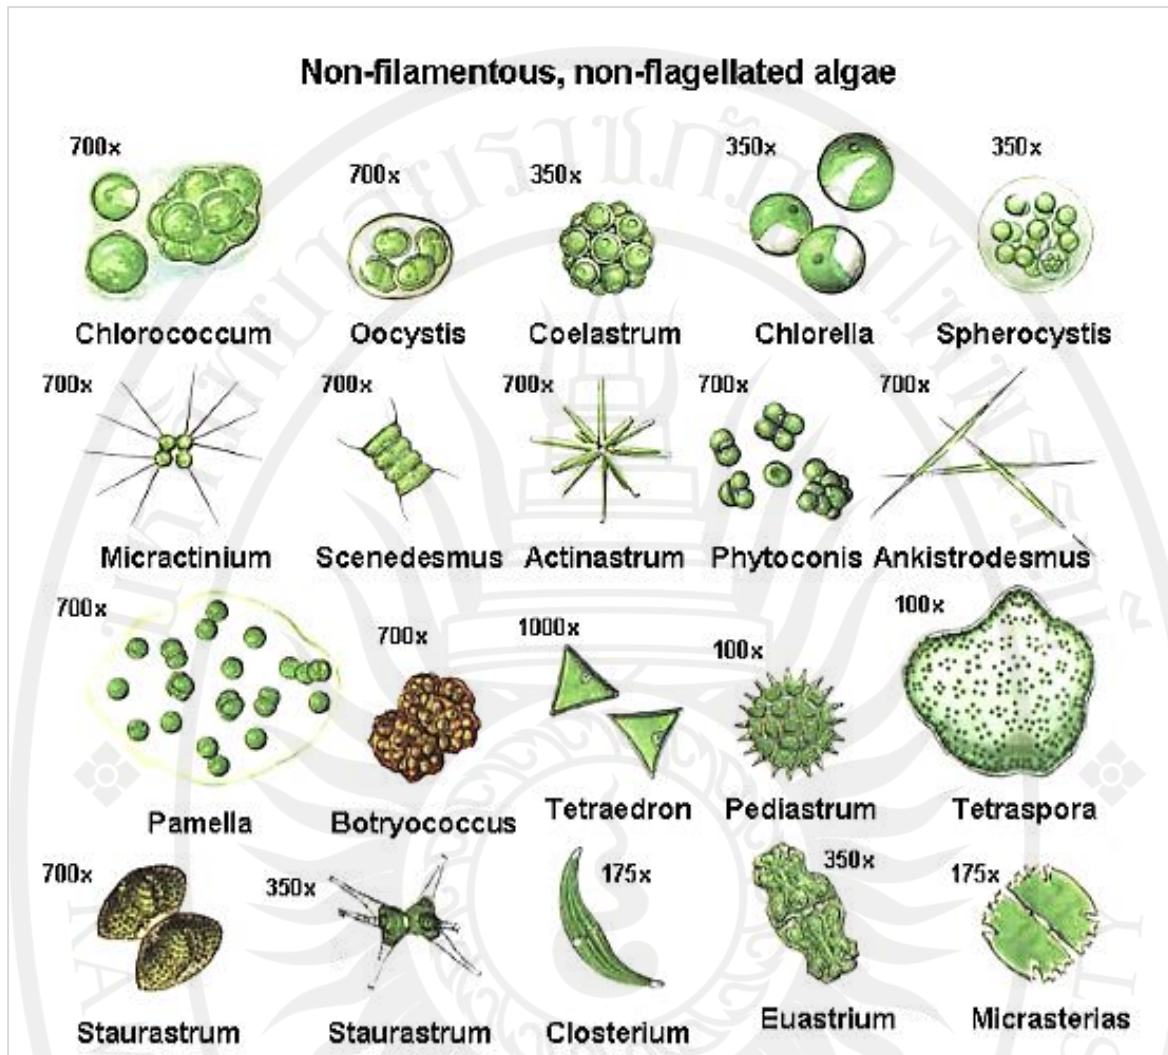 Non-filamentous, non-flagellated algae
700x
700x
350x
350x
350x
Chlorococcum Oocystis Coelastrum Chlorella Spherocystis
700x 700x 700x 700x 700x
Micractinium Scenedesmus Actinastrum Phytoconis Ankistrodesmus
700x 700x 1000x 100x 100x
Pamella Botryococcus Tetraedron Pediastrum Tetraspora
700x 350x 175x 350x 175x
Staurastrum Staurastrum Closterium Euastrium Micrasterias